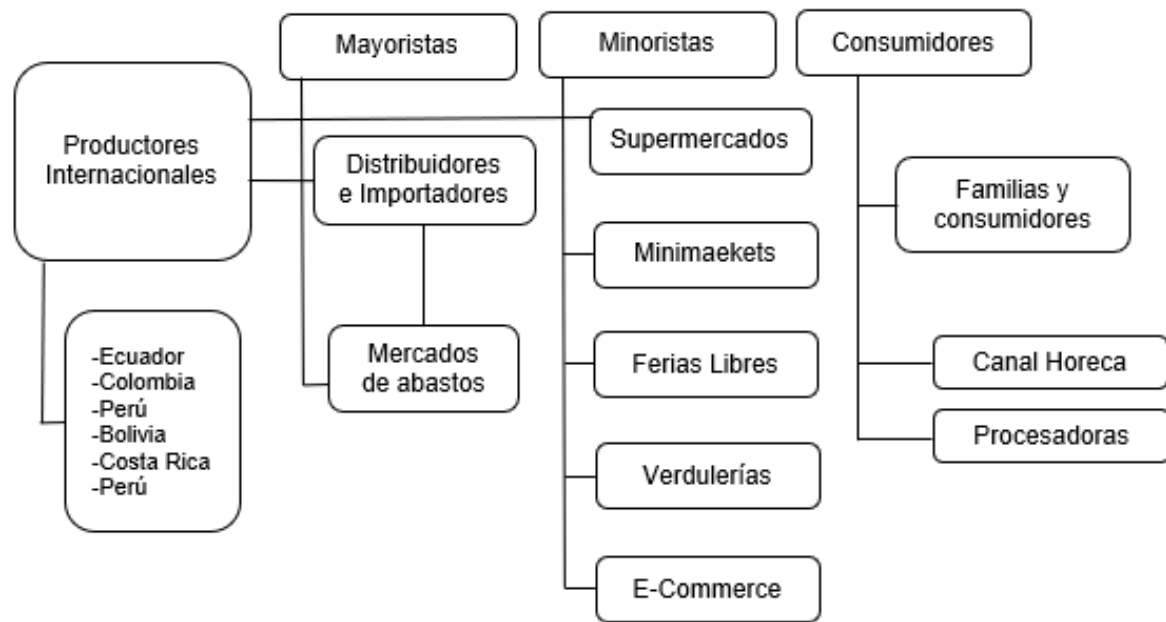 Mayoristas
Minoristas
Consumidores
Productores
Internacionales
-Ecuador
-Colombia
-Perú
-Bolivia
-Costa Rica
-Perú
Distribuidores
e Importadores
Mercados
de abastos
Supermercados
Minimaekets
Ferias Libres
Verdulerías
E-Commerce
Familias y
consumidores
Canal Horeca
Procesadoras